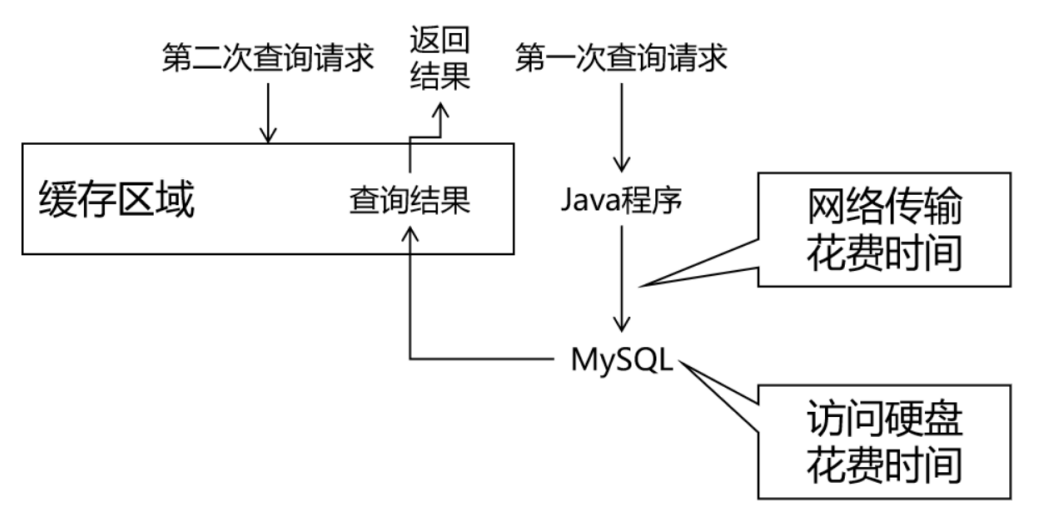 返回
第二次查询请求
结果
第一次查询请求
缓存区域
查询结果
Java程序
网络传输
花费时间
MySQL
访问硬盘
花费时间